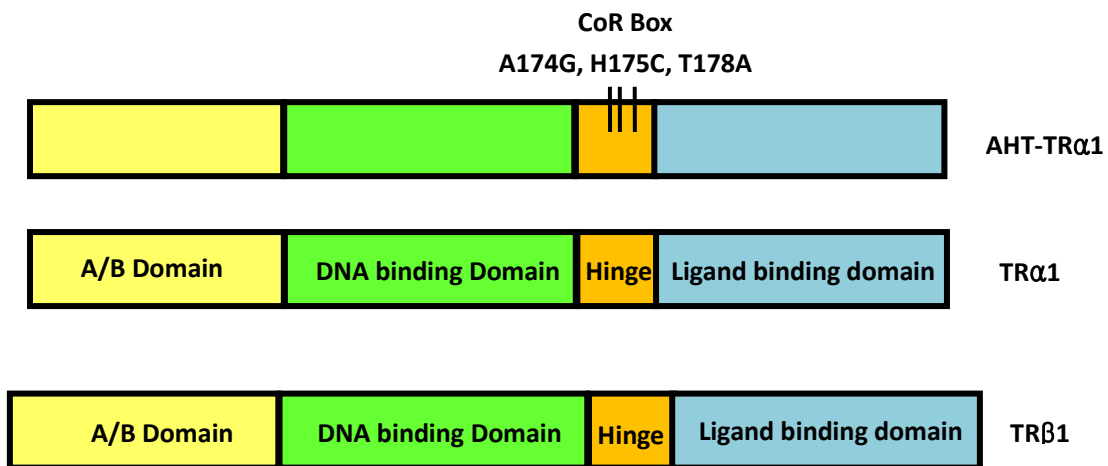 CoR Box
A174G, H175C, T178A
AHT-TRα1
A/B Domain DNA binding Domain Hinge Ligand binding domain TRα1
A/B Domain DNA binding Domain Hinge Ligand binding domain TRβ1